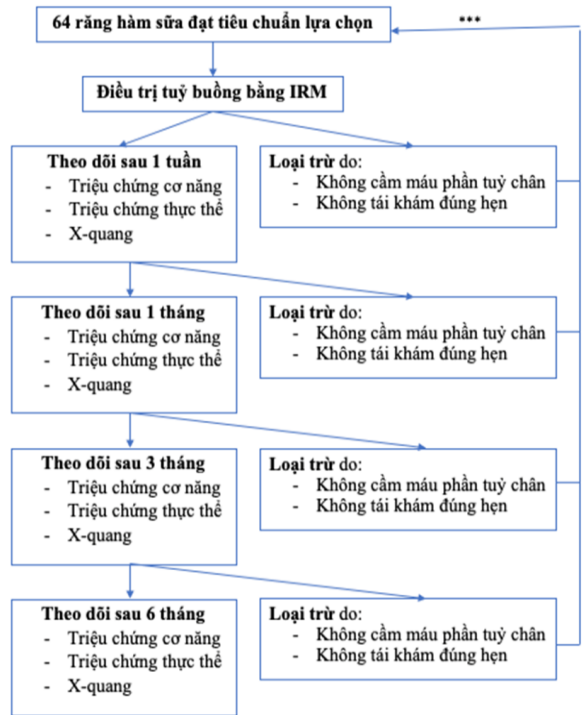 64 răng hàm sữa đạt tiêu chuẩn lựa chọn
***
Điều trị tuỷ buồng bằng IRM
Theo dõi sau 1 tuần
- Triệu chứng cơ năng
- Triệu chứng thực thể
- X-quang
Loại trừ do:
- Không cầm máu phần tuỷ chân
- Không tái khám đúng hẹn
Theo dõi sau 1 tháng
- Triệu chứng cơ năng
- Triệu chứng thực thể
- X-quang
Loại trừ do:
- Không cầm máu phần tuỷ chân
- Không tái khám đúng hẹn
Theo dõi sau 3 tháng
- Triệu chứng cơ năng
- Triệu chứng thực thể
- X-quang
Loại trừ do:
- Không cầm máu phần tuỷ chân
- Không tái khám đúng hẹn
Theo dõi sau 6 tháng
- Triệu chứng cơ năng
- Triệu chứng thực thể
- X-quang
Loại trừ do:
- Không cầm máu phần tuỷ chân
- Không tái khám đúng hẹn